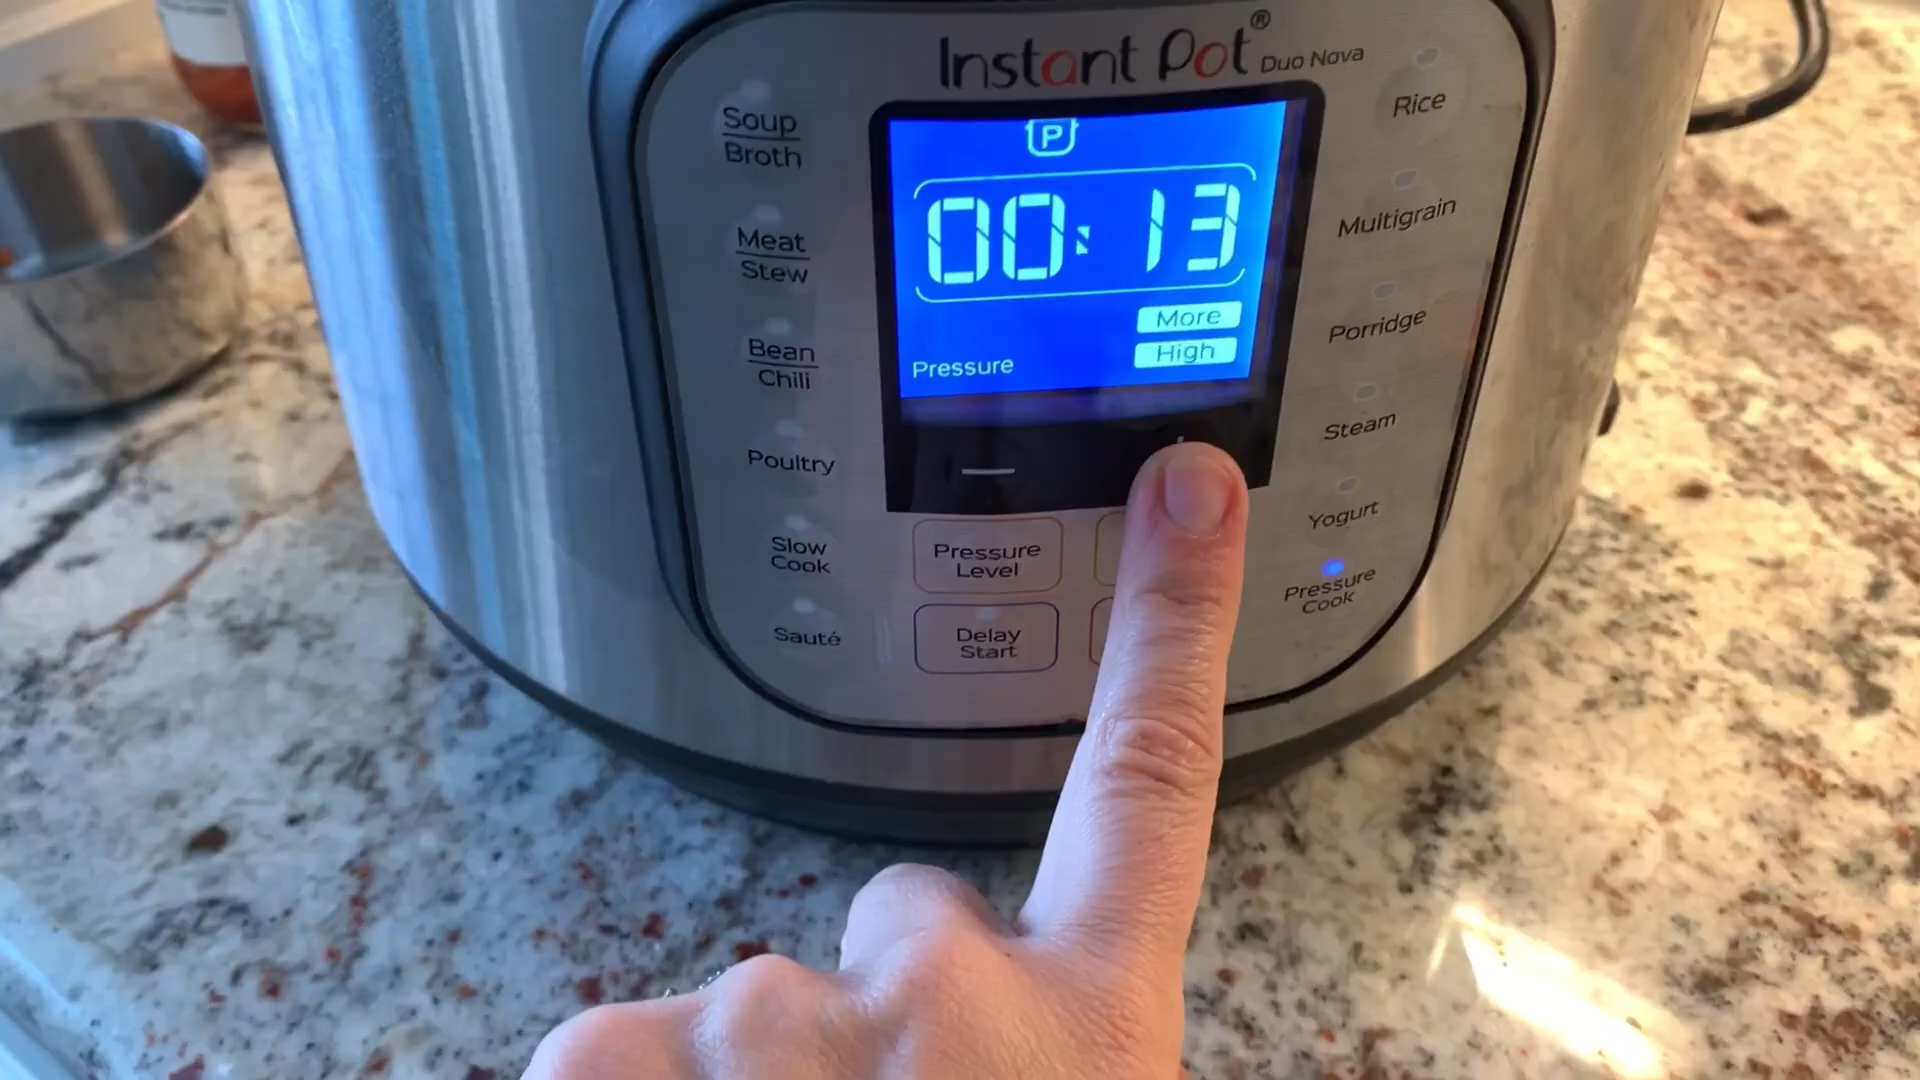 Instant Pot® Duo Nova
Soup
Broth
Meat
Stew
Bean
Chili
Poultry
Slow
Cook
Sauté
P
00:13
More
High
Pressure
—
Pressure
Level
Delay
Start
Rice
Multigrain
Porridge
Steam
Yogurt
Pressure
Cook